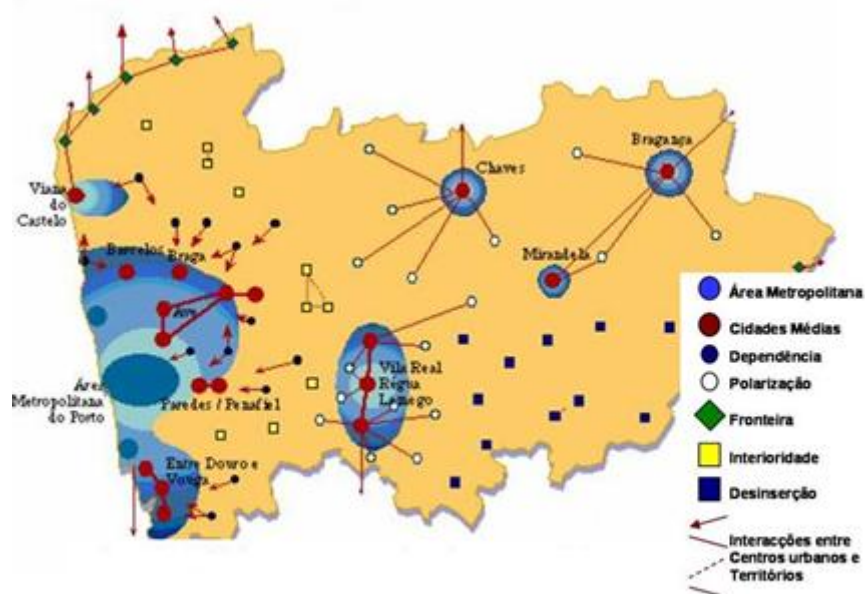 Bragança
Chaves
Viana
do
Castelo
Barcelos
Braga
Mirandela
Ave
Área Metropolitana
Cidades Médias
Dependência
Vila Real
Régua
Lamego
Polarização
Área
Metropolitana
do Porto
Paredes / Penafiel
Fronteira
Interioridade
Entre Douro e
Vouga
Desinserção
Interacções entre
Centros urbanos e
Territórios